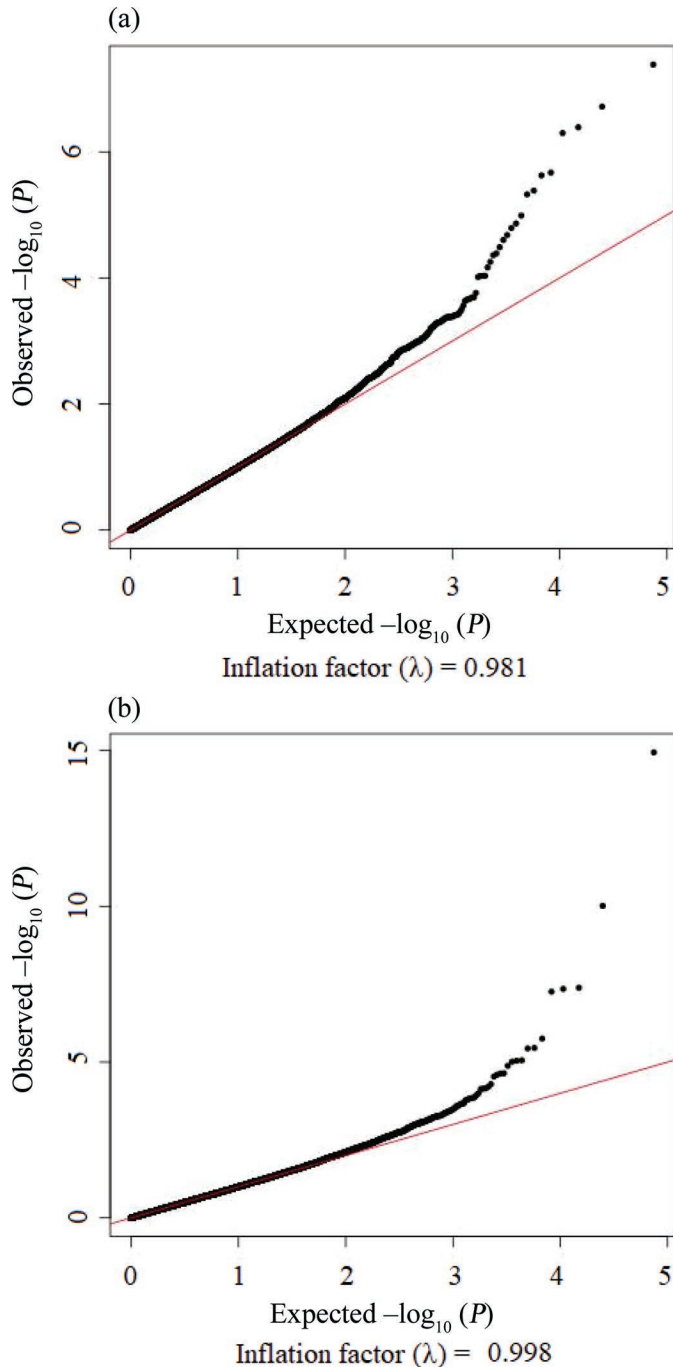 (a)
Observed –log10 (P)
6
4
2
0
0 1 2 3 4 5
Expected –log10 (P)
Inflation factor (λ) = 0.981
(b)
Observed –log10 (P)
15
10
5
0
0 1 2 3 4 5
Expected –log10 (P)
Inflation factor (λ) = 0.998